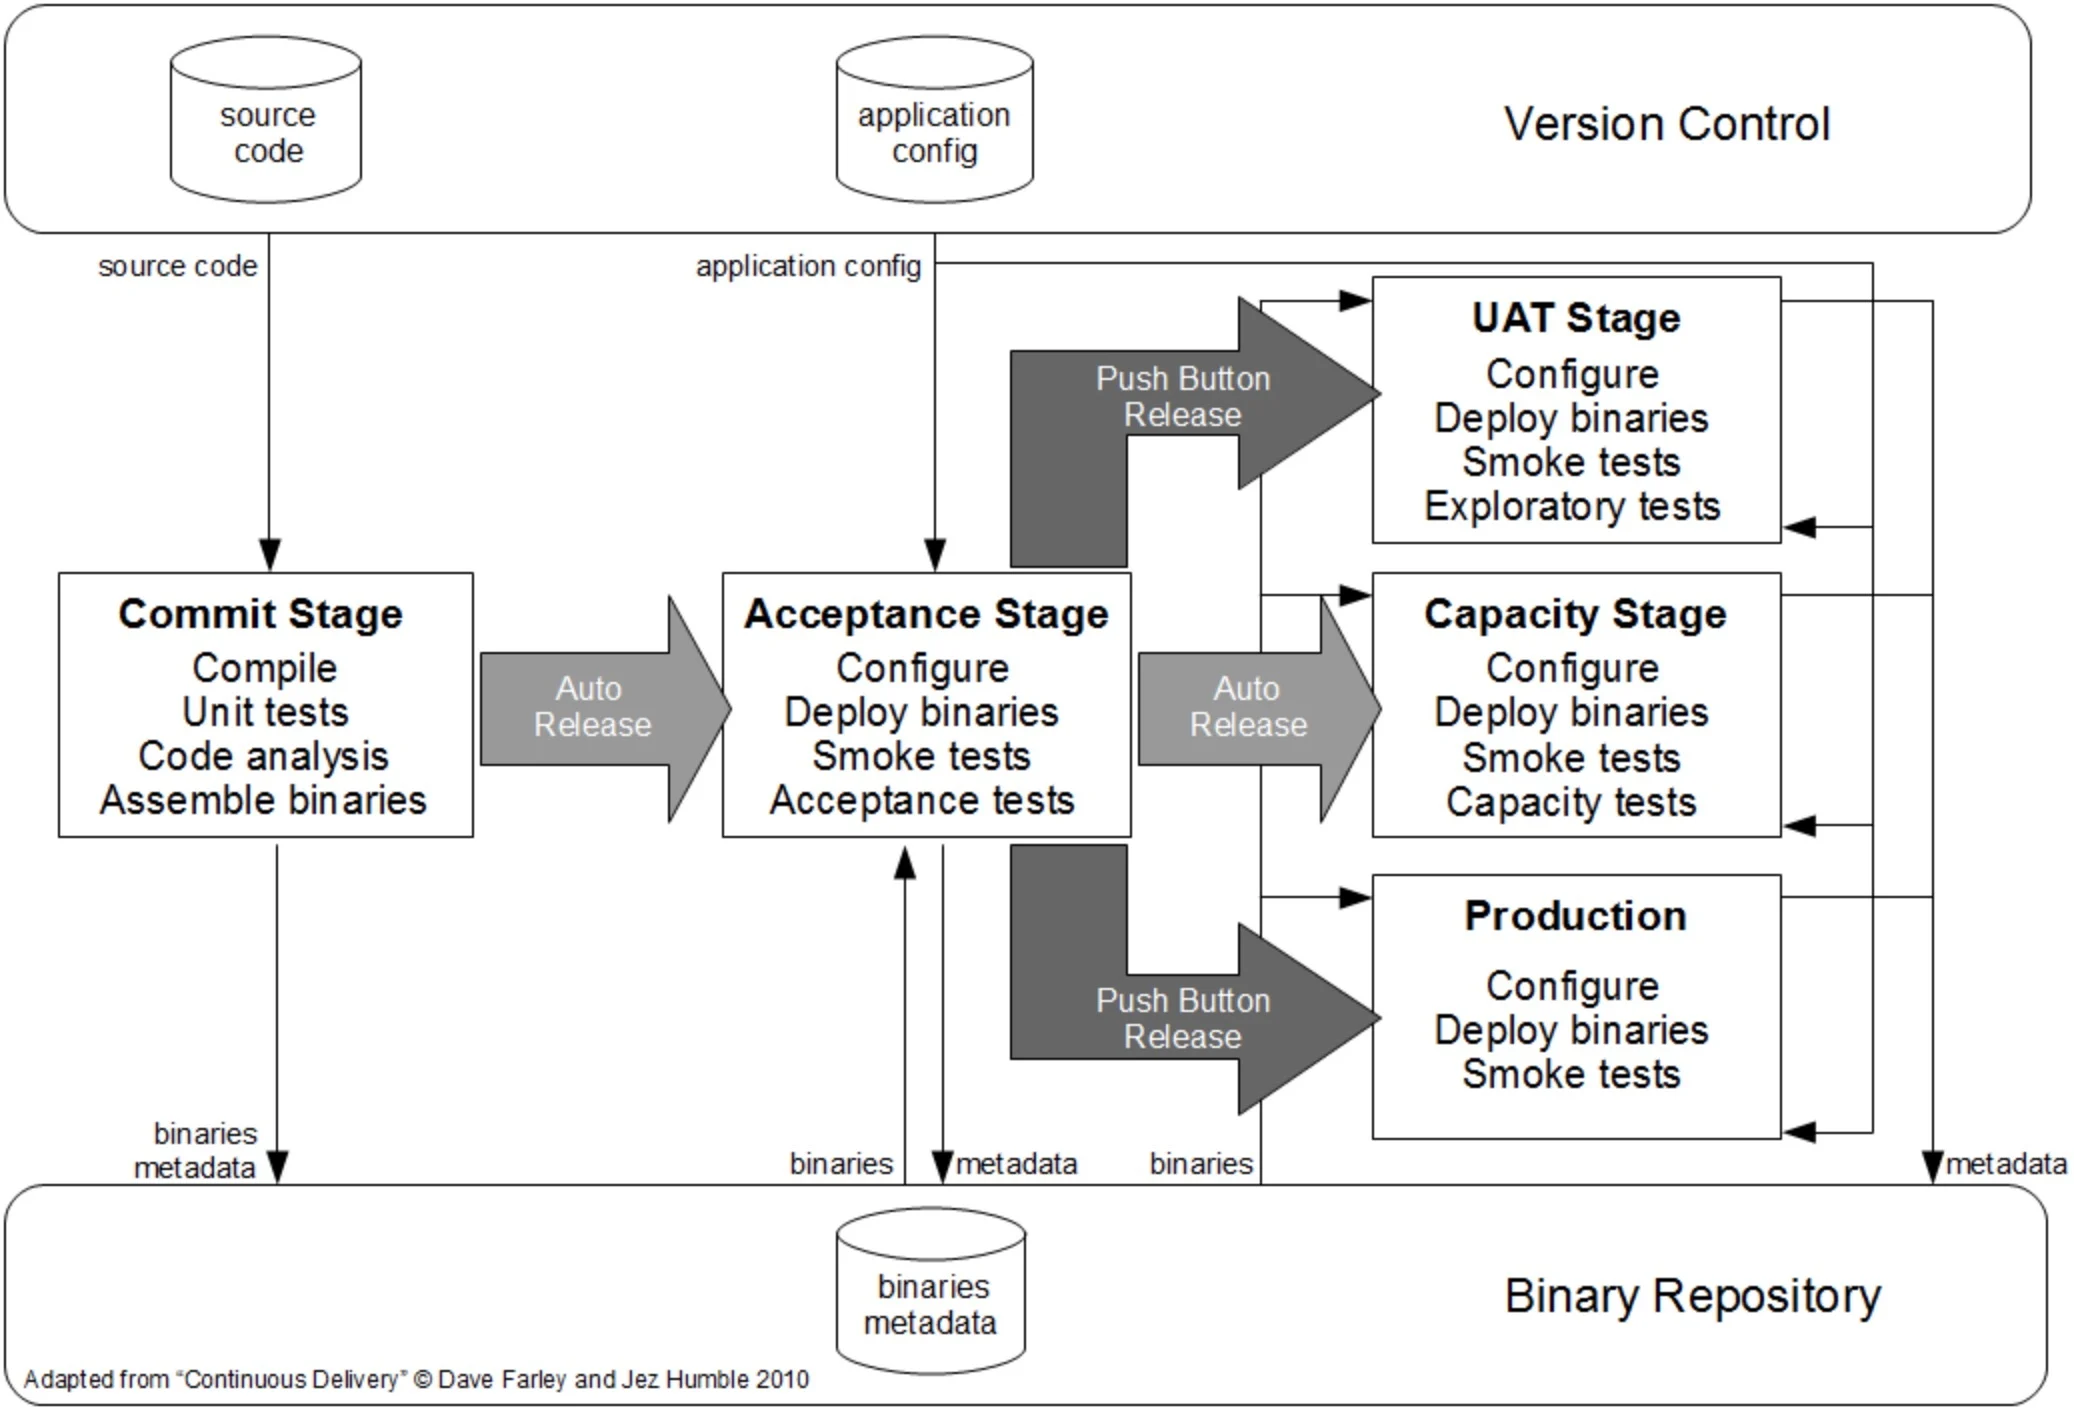 source
code
application
config
Version Control
source code
application config
UAT Stage
Configure
Deploy binaries
Smoke tests
Exploratory tests
Push Button
Release
Commit Stage
Compile
Unit tests
Code analysis
Assemble binaries
Auto
Release
Acceptance Stage
Configure
Deploy binaries
Smoke tests
Acceptance tests
Auto
Release
Capacity Stage
Configure
Deploy binaries
Smoke tests
Capacity tests
Push Button
Release
Production
Configure
Deploy binaries
Smoke tests
binaries
metadata
binaries
metadata
binaries
metadata
binaries
metadata
Binary Repository
Adapted from “Continuous Delivery” © Dave Farley and Jez Humble 2010